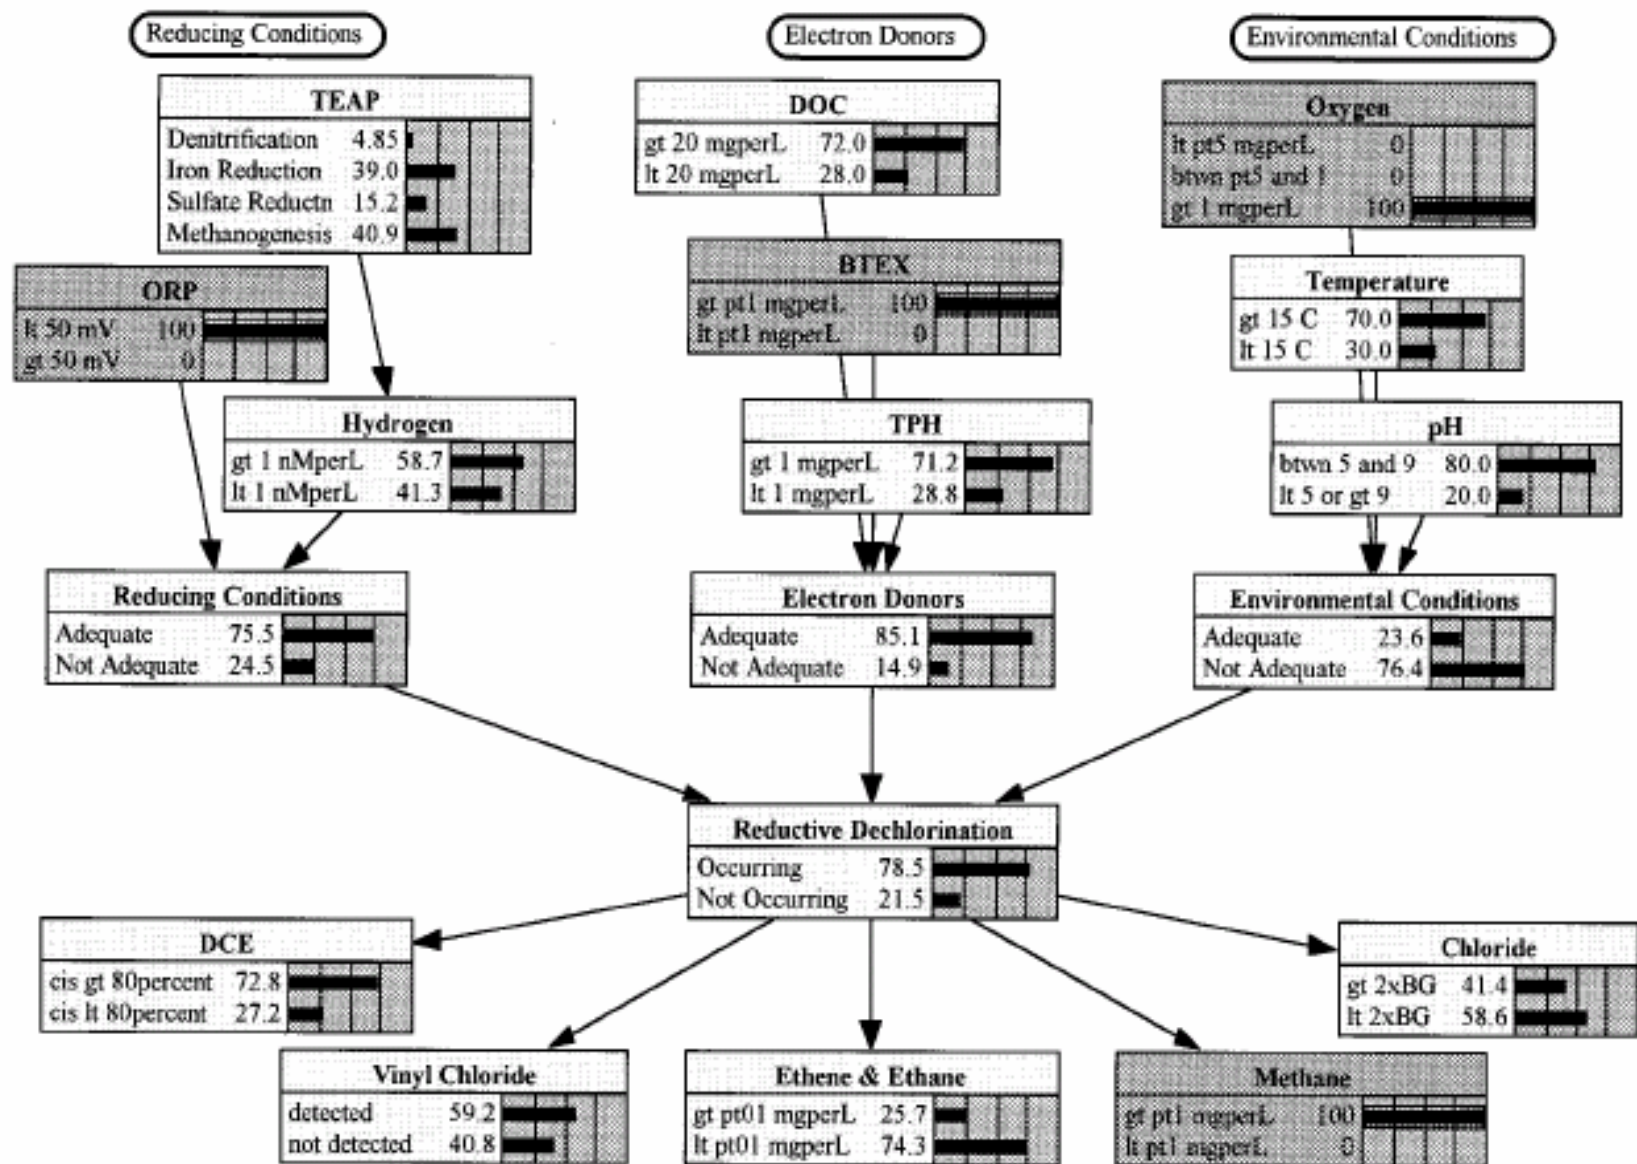 Reducing Conditions
Electron Donors
Environmental Conditions
TEAP
Denitrification 4.85
Iron Reduction 39.0
Sulfate Reductn 15.2
Methanogenesis 40.9
DOC
gt 20 mgperL 72.0
lt 20 mgperL 28.0
Oxygen
lt pt5 mgperL 0
btwn pt5 and 1 0
gt 1 mgperL 100
ORP
lt 50 mV 100
gt 50 mV 0
BTEX
gt pt1 mgperL 100
lt pt1 mgperL 0
Temperature
gt 15 C 70.0
lt 15 C 30.0
Hydrogen
gt 1 nMperL 58.7
lt 1 nMperL 41.3
TPH
gt 1 mgperL 71.2
lt 1 mgperL 28.8
pH
btwn 5 and 9 80.0
lt 5 or gt 9 20.0
Reducing Conditions
Adequate 75.5
Not Adequate 24.5
Electron Donors
Adequate 85.1
Not Adequate 14.9
Environmental Conditions
Adequate 23.6
Not Adequate 76.4
Reductive Dechlorination
Occurring 78.5
Not Occurring 21.5
DCE
cis gt 80percent 72.8
cis lt 80percent 27.2
Chloride
gt 2xBG 41.4
lt 2xBG 58.6
Vinyl Chloride
detected 59.2
not detected 40.8
Ethene & Ethane
gt pt01 mgperL 25.7
lt pt01 mgperL 74.3
Methane
gt pt1 mgperL 100
lt pt1 mgperL 0